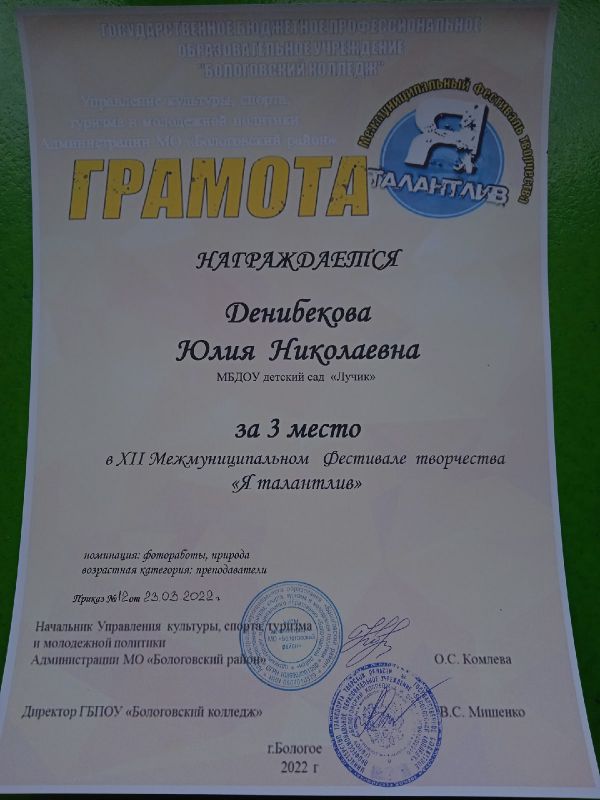 ГОСУДАРСТВЕННОЕ БЮДЖЕТНОЕ ПРОФЕССИОНАЛЬНОЕ
ОБРАЗОВАТЕЛЬНОЕ УЧРЕЖДЕНИЕ
"БОЛОГОВСКИЙ КОЛЛЕДЖ"
Управление культуры, спорта,
туризма и молодежной политики
Администрации МО «Бологовский район»
Межмуниципальный Фестиваль творчества
Я
ТАЛАНТЛИВ
ГРАМОТА
НАГРАЖДАЕТСЯ
Денибекова
Юлия Николаевна
МБДОУ детский сад «Лучик»
за 3 место
в XII Межмуниципальном Фестивале творчества
«Я талантлив»
номинация: фотоработы, природа
возрастная категория: преподаватели
Приказ №12 от 23.03.2022 г
Начальник Управления культуры, спорта, туризма
и молодежной политики
Администрации МО «Бологовский район»
О.С. Комлева
Директор ГБПОУ «Бологовский колледж»
В.С. Мишенко
г.Бологое
2022 г